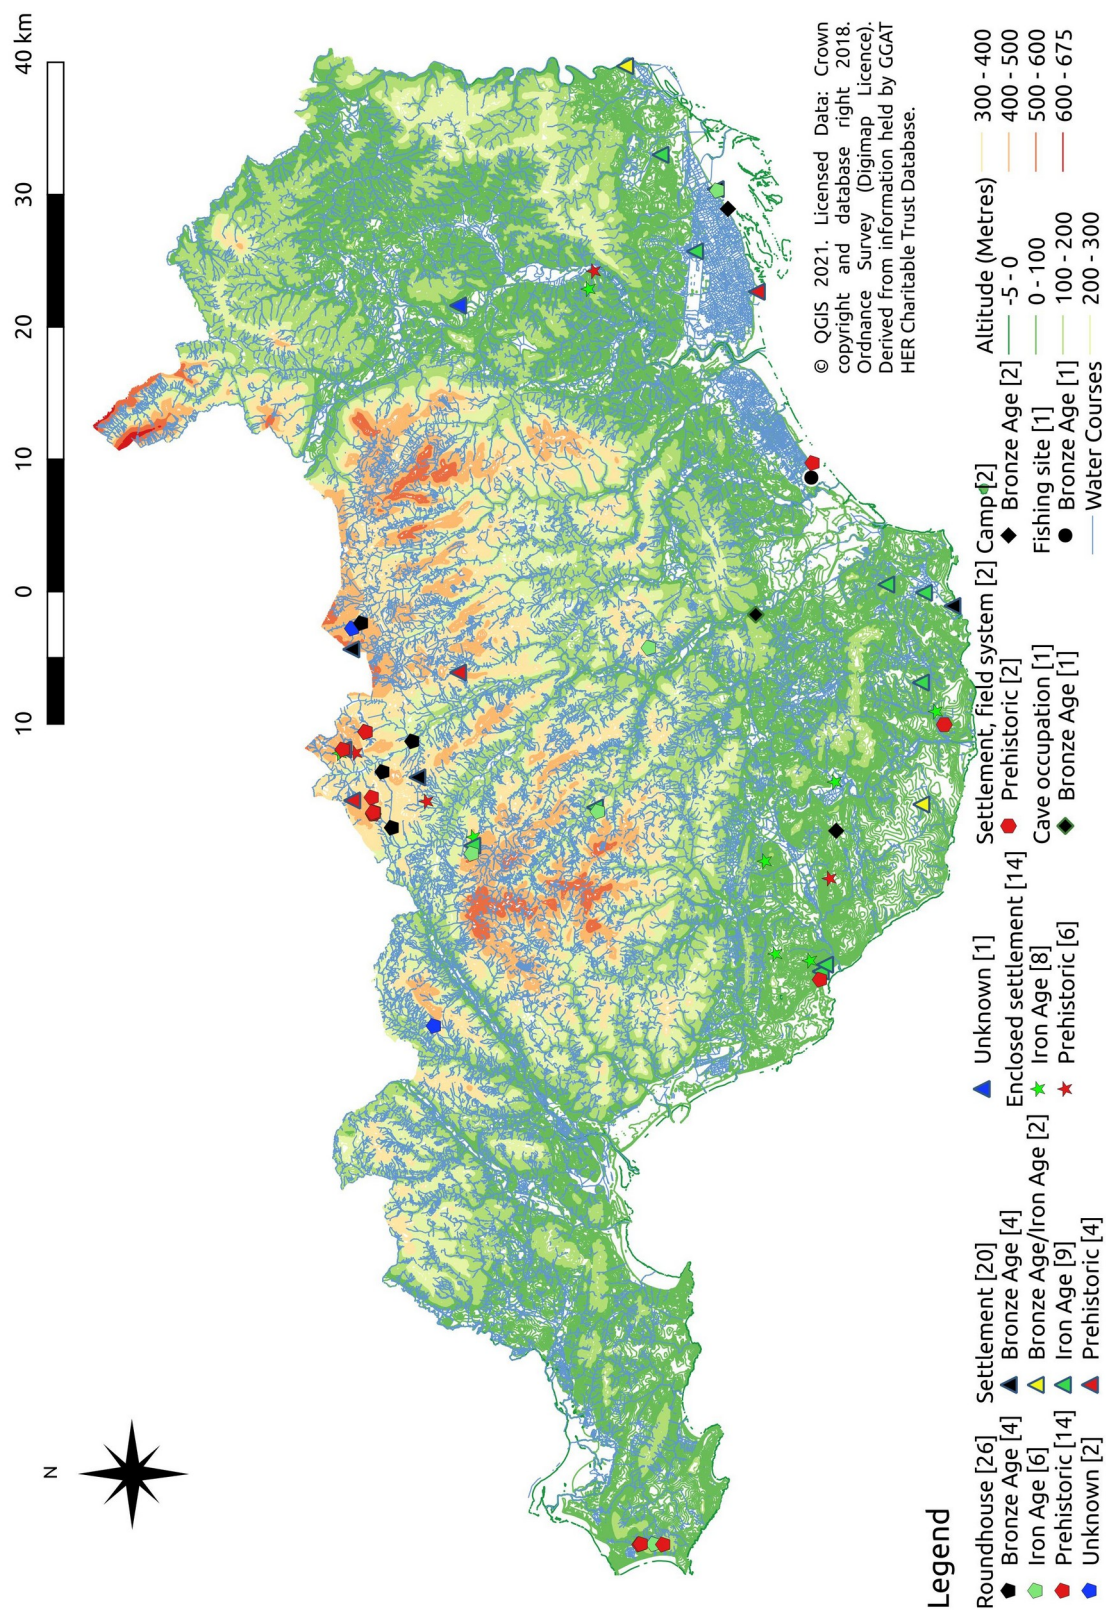 10 0 10 20 30 40 km
N
© QGIS 2021. Licensed Data: Crown
copyright and database right 2018.
Ordnance Survey (Digimap Licence).
Derived from information held by GGAT
HER Charitable Trust Database.
Legend
Roundhouse [26]
Bronze Age [4]
Iron Age [6]
Prehistoric [14]
Unknown [2]
Settlement [20]
Bronze Age [4]
Bronze Age/Iron Age [2]
Iron Age [9]
Prehistoric [4]
Unknown [1]
Enclosed settlement [14]
Iron Age [8]
Prehistoric [6]
Settlement, field system [2]
Prehistoric [2]
Cave occupation [1]
Bronze Age [1]
Camp [2]
Bronze Age [2]
Fishing site [1]
Bronze Age [1]
Water Courses
Altitude (Metres)
-5 - 0
0 - 100
100 - 200
200 - 300
300 - 400
400 - 500
500 - 600
600 - 675